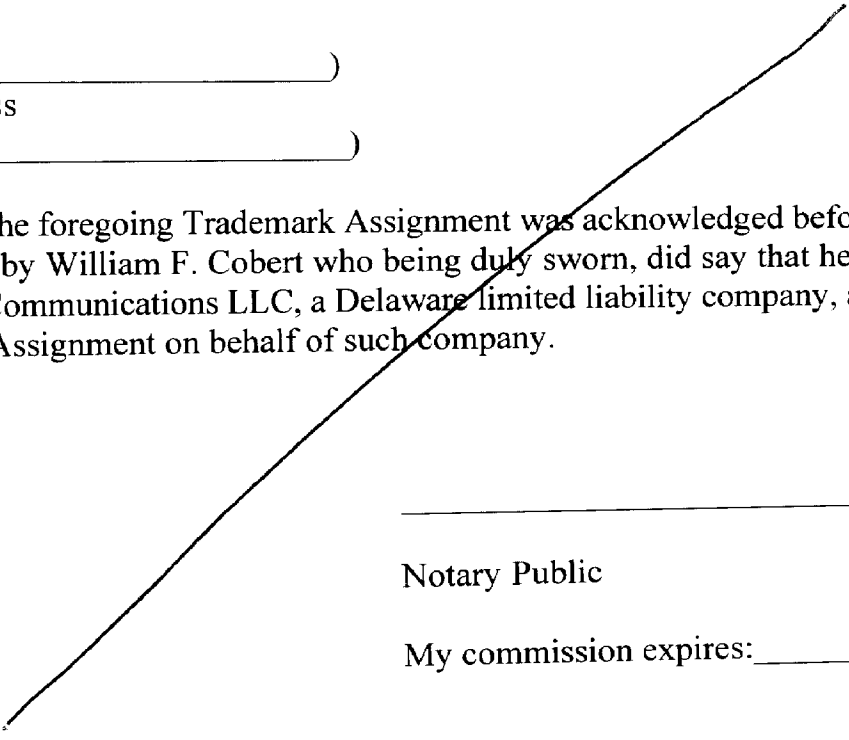 )
ss
)
he foregoing Trademark Assignment was acknowledged befo
by William F. Cobert who being duly sworn, did say that he
Communications LLC, a Delaware limited liability company, a
Assignment on behalf of such company.
Notary Public
My commission expires: